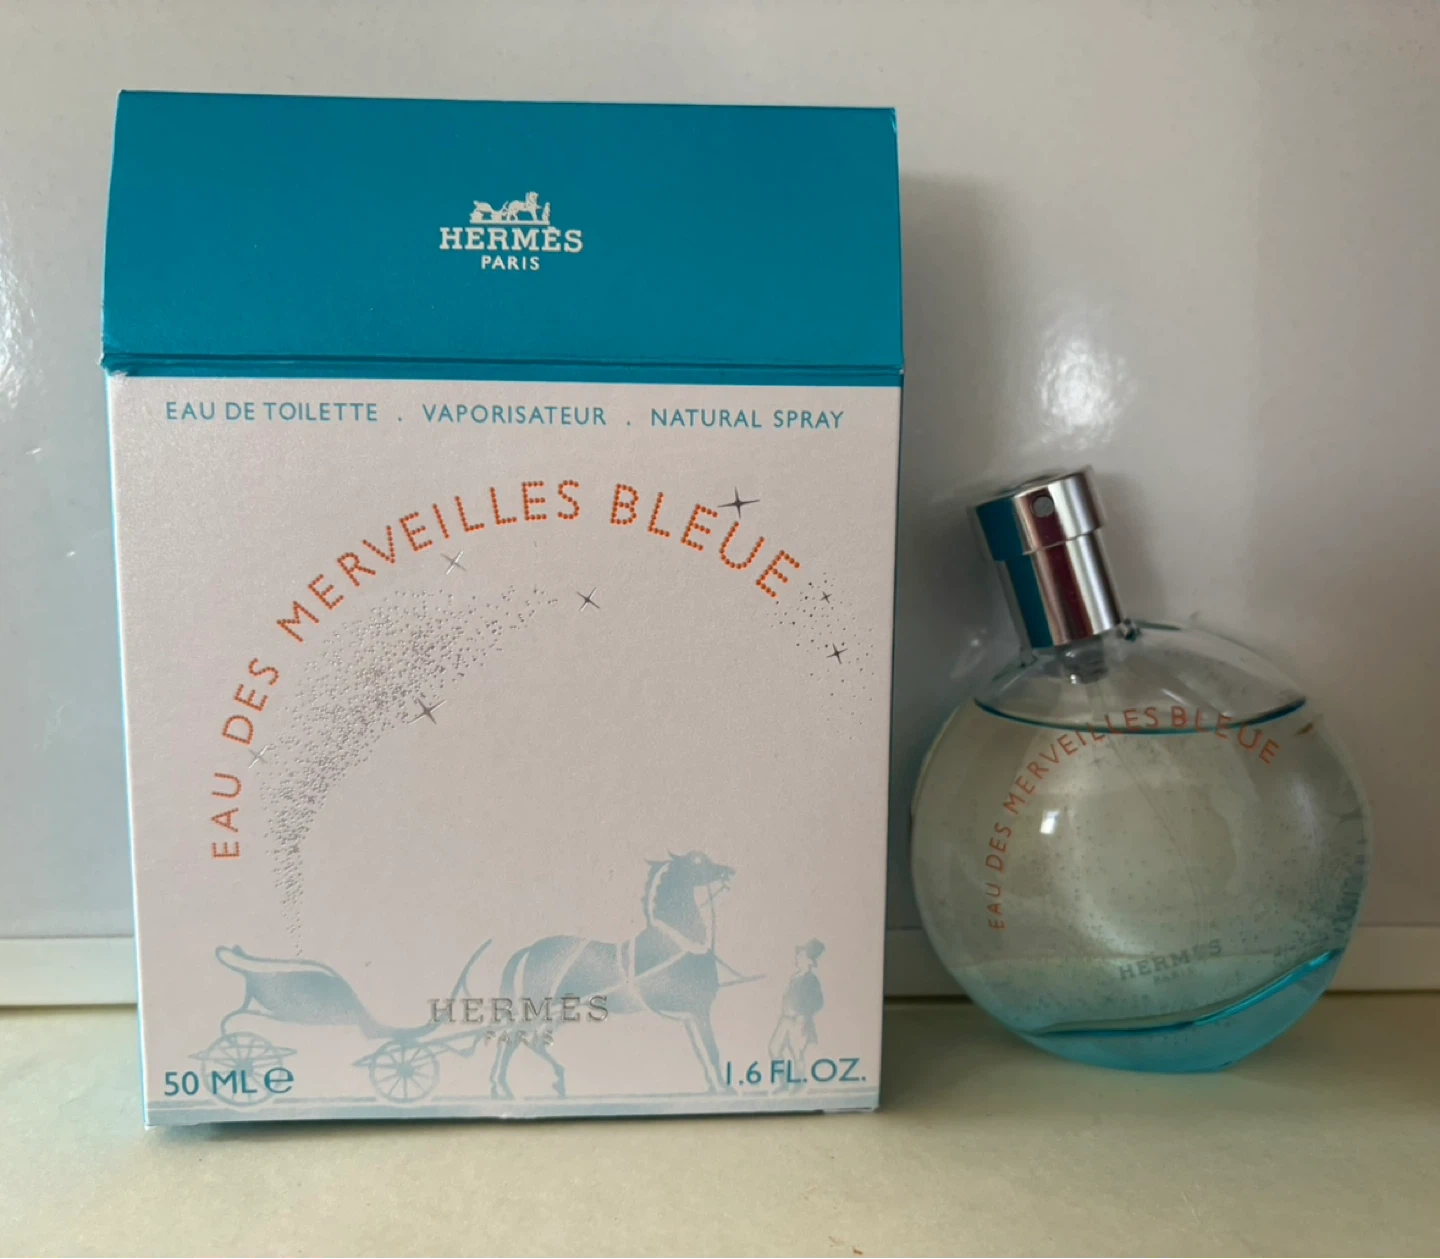 HERMÈS
PARIS
EAU DE TOILETTE . VAPORISATEUR . NATURAL SPRAY
EAU DES MERVEILLES BLEUE
HERMÈS
PARIS
50 ML e
1.6 FL.OZ.
EAU DES MERVEILLES BLEUE
HERMÈS
PARIS